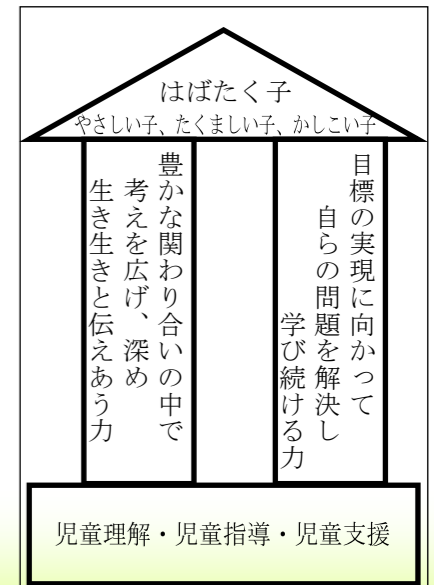 はばたく子
やさしい子、たくましい子、かしこい子
目標の実現に向かって
自らの問題を解決し
学び続ける力
豊かな関わり合いの中で
考えを広げ、深め
生き生きと伝えあう力
児童理解・児童指導・児童支援